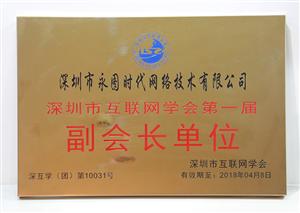 深圳市永图时代网络技术有限公司
深圳市互联网学会第一届
副会长单位
深圳市互联网学会
深互学（团）第10031号
有效期至：2018年04月8日